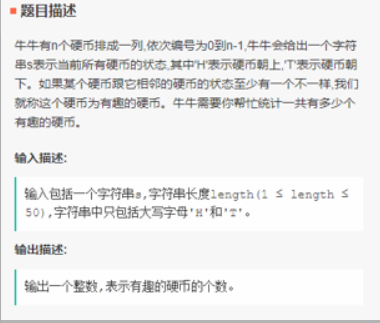 题目描述
牛牛有n个硬币排成一列,依次编号为0到n-1,牛牛会给出一个字符
串s表示当前所有硬币的状态,其中'H'表示硬币朝上,'T'表示硬币朝
下。如果某个硬币跟它相邻的硬币的状态至少有一个不一样,我们
就称这个硬币为有趣的硬币。牛牛需要你帮忙统计一共有多少个
有趣的硬币。
输入描述:
输入包括一个字符串s,字符串长度length(1 ≤ length ≤
50),字符串中只包括大写字母'H'和'T'。
输出描述:
输出一个整数,表示有趣的硬币的个数。